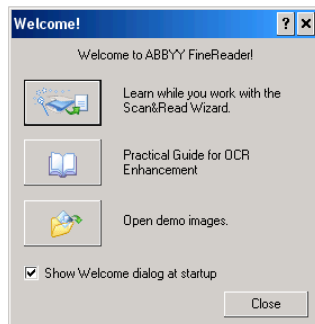 Welcome!
Welcome to ABBYY FineReader!
Learn while you work with the
Scan&Read Wizard.
Practical Guide for OCR
Enhancement
Open demo images.
Show Welcome dialog at startup
Close